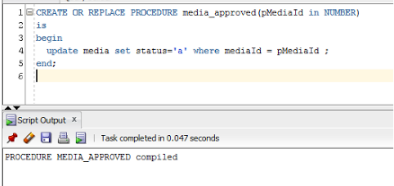 1 CREATE OR REPLACE PROCEDURE media_approved(pMediaId in NUMBER)
2 is
3 begin
4 update media set status='a' where mediaId = pMediaId ;
5 end;
6
Script Output x
Task completed in 0.047 seconds
PROCEDURE MEDIA_APPROVED compiled